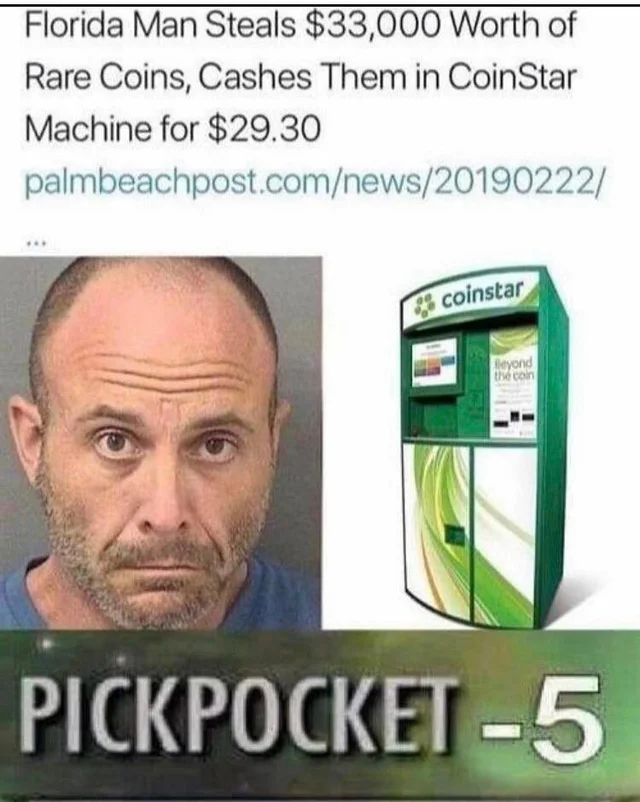 Florida Man Steals $33,000 Worth of
Rare Coins, Cashes Them in CoinStar
Machine for $29.30
palmbeachpost.com/news/20190222/
...
coinstar
Beyond
the coin
PICKPOCKET -5